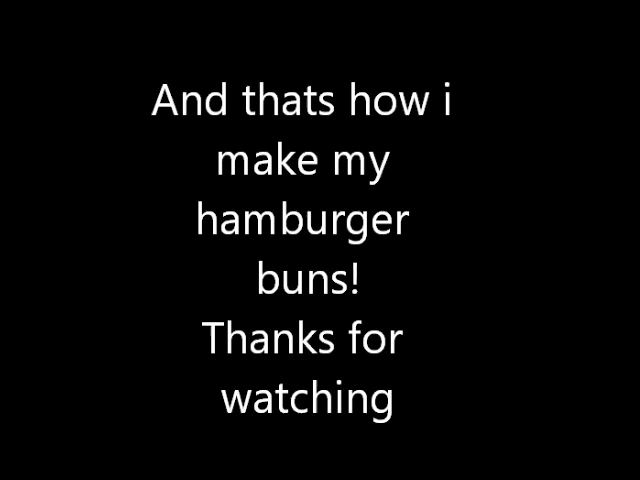 And thats how i
make my
hamburger
buns!
Thanks for
watching